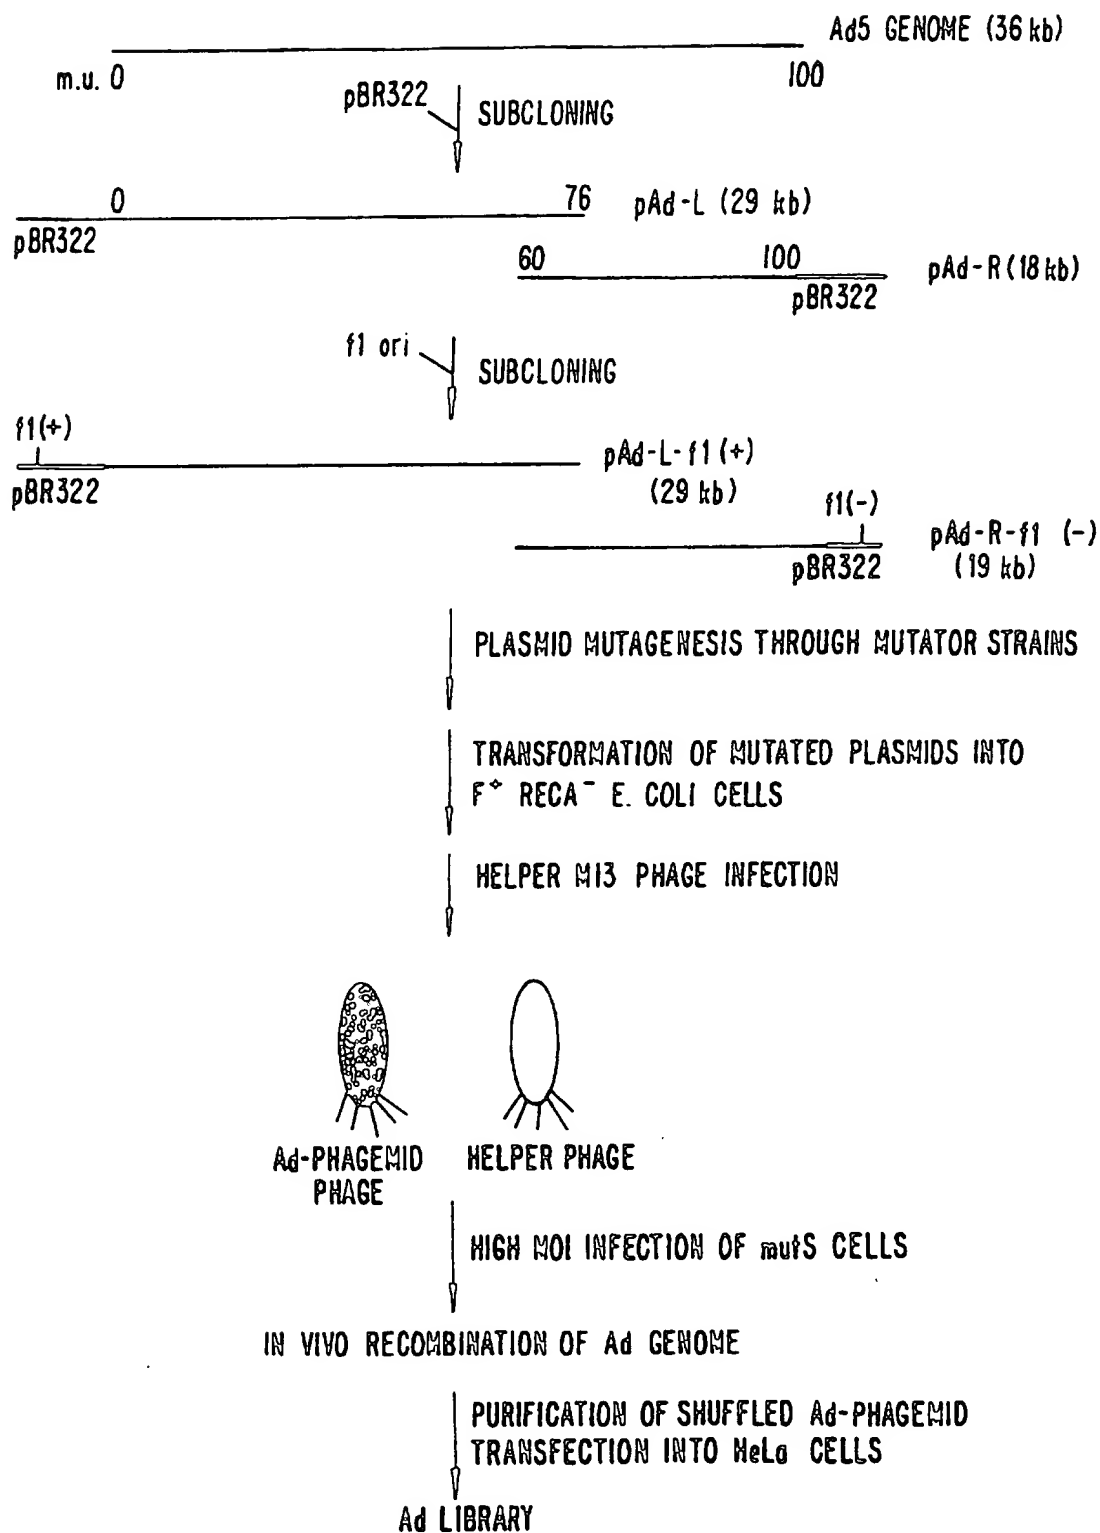 Ad5 GENOME (36 kb)
m.u. 0
100
pBR322
SUBCLONING
0
76
pAd-L (29 kb)
pBR322
60
100
pAd-R (18 kb)
pBR322
f1 ori
SUBCLONING
f1(+)
pBR322
pAd-L-f1 (+)
(29 kb)
f1(-)
pBR322
pAd-R-f1 (-)
(19 kb)
PLASMID MUTAGENESIS THROUGH MUTATOR STRAINS
TRANSFORMATION OF MUTATED PLASMIDS INTO
F⁺ RECA⁻ E. COLI CELLS
HELPER M13 PHAGE INFECTION
Ad-PHAGEMID
PHAGE
HELPER PHAGE
HIGH MOI INFECTION OF mutS CELLS
IN VIVO RECOMBINATION OF Ad GENOME
PURIFICATION OF SHUFFLED Ad-PHAGEMID
TRANSFECTION INTO HeLa CELLS
Ad LIBRARY